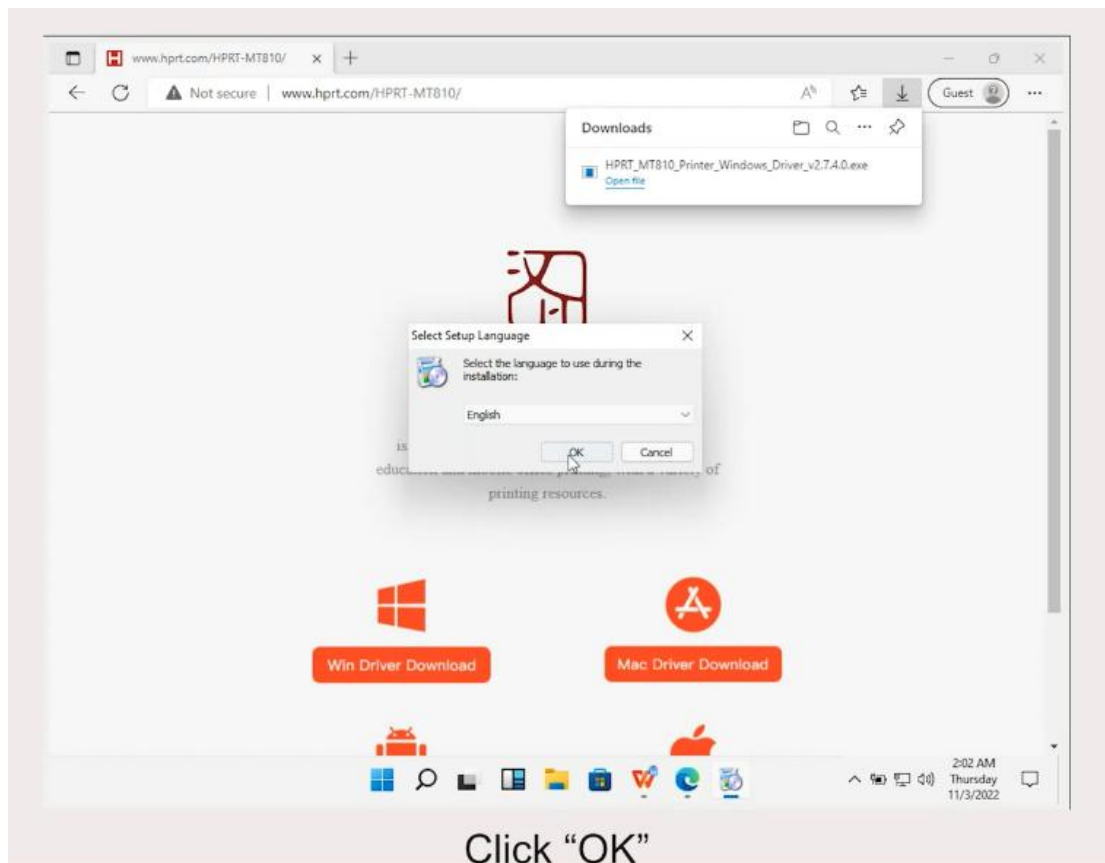 www.hprt.com/HPRT-MT810/
Not secure | www.hprt.com/HPRT-MT810/
Guest
Downloads
HPRT_MT810_Printer_Windows_Driver_v2.7.4.0.exe
Open file
Select Setup Language
Select the language to use during the
installation:
English
OK Cancel
is
of
printing resources.
Win Driver Download
Mac Driver Download
2:02 AM
Thursday
11/3/2022
Click “OK”